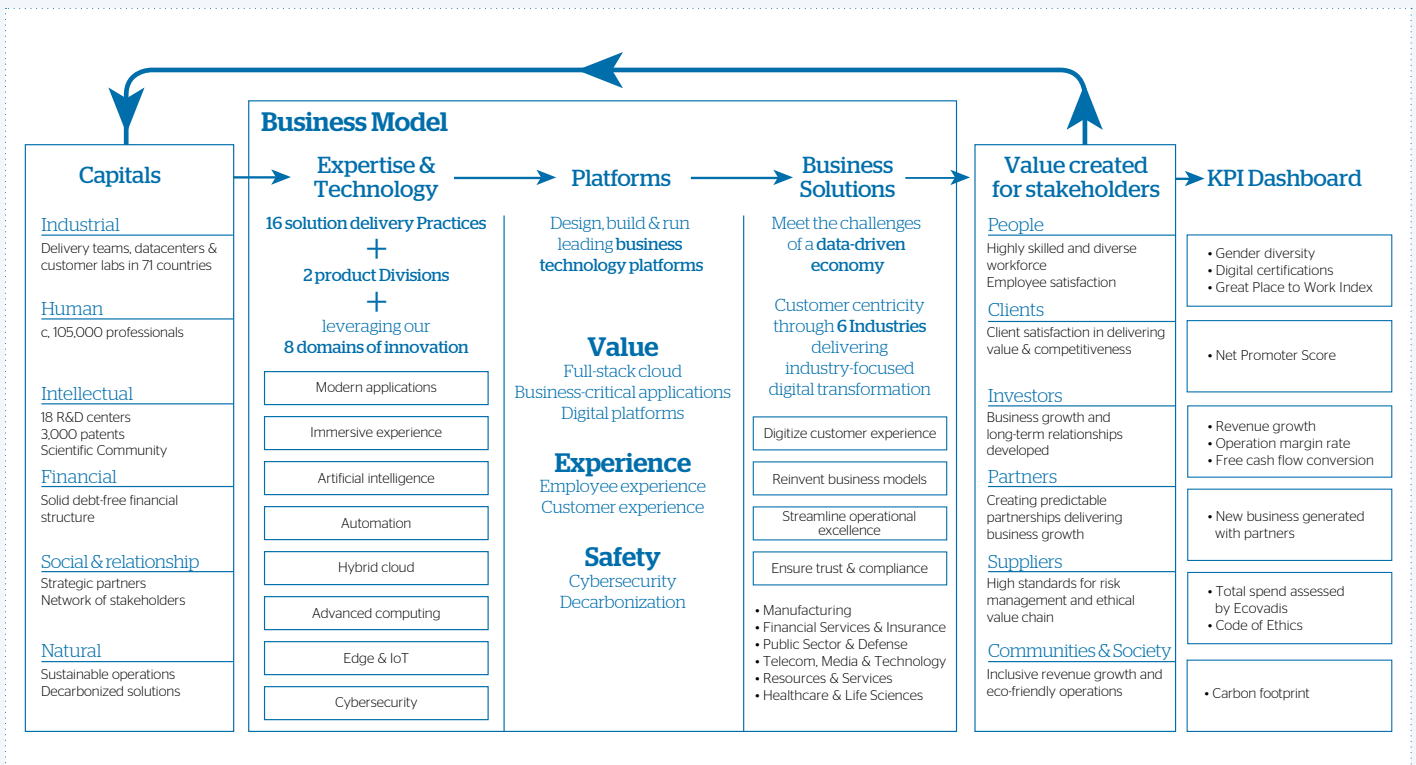 Business Model
Capitals
Industrial
Delivery teams, datacenters &
customer labs in 71 countries
Human
c, 105,000 professionals
Intellectual
18 R&D centers
3,000 patents
Scientific Community
Financial
Solid debt-free financial
structure
Social & relationship
Strategic partners
Network of stakeholders
Natural
Sustainable operations
Decarbonized solutions
Expertise &
Technology
16 solution delivery Practices
+
2 product Divisions
+
leveraging our
8 domains of innovation
Modern applications
Immersive experience
Artificial intelligence
Automation
Hybrid cloud
Advanced computing
Edge & IoT
Cybersecurity
Platforms
Design, build & run
leading business
technology platforms
Value
Full-stack cloud
Business-critical applications
Digital platforms
Experience
Employee experience
Customer experience
Safety
Cybersecurity
Decarbonization
Business
Solutions
Meet the challenges
of a data-driven
economy
Customer centricity
through 6 Industries
delivering
industry-focused
digital transformation
Digitize customer experience
Reinvent business models
Streamline operational
excellence
Ensure trust & compliance
• Manufacturing
• Financial Services & Insurance
• Public Sector & Defense
• Telecom, Media & Technology
• Resources & Services
• Healthcare & Life Sciences
Value created
for stakeholders
People
Highly skilled and diverse
workforce
Employee satisfaction
Clients
Client satisfaction in delivering
value & competitiveness
Investors
Business growth and
long-term relationships
developed
Partners
Creating predictable
partnerships delivering
business growth
Suppliers
High standards for risk
management and ethical
value chain
Communities & Society
Inclusive revenue growth and
eco-friendly operations
KPI Dashboard
• Gender diversity
• Digital certifications
• Great Place to Work Index
• Net Promoter Score
• Revenue growth
• Operation margin rate
• Free cash flow conversion
• New business generated
with partners
• Total spend assessed
by Ecovadis
• Code of Ethics
• Carbon footprint